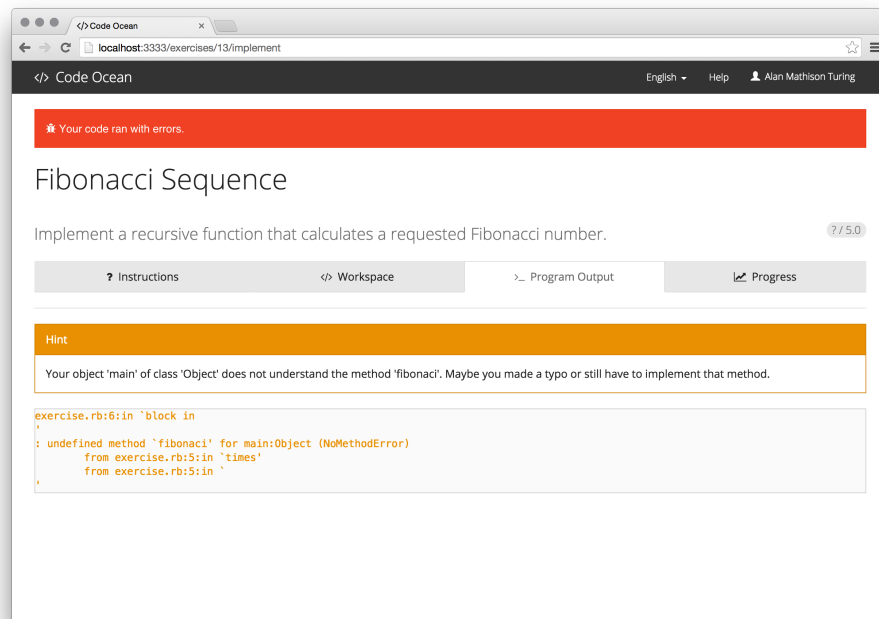 </> Code Ocean
localhost:3333/exercises/13/implement
</> Code Ocean
English
Help
Alan Mathison Turing
Your code ran with errors.
Fibonacci Sequence
Implement a recursive function that calculates a requested Fibonacci number.
? / 5.0
? Instructions
</> Workspace
>_ Program Output
Progress
Hint
Your object 'main' of class 'Object' does not understand the method 'fibonaci'. Maybe you made a typo or still have to implement that method.
exercise.rb:6:in `block in
'
: undefined method `fibonaci' for main:Object (NoMethodError)
from exercise.rb:5:in `times'
from exercise.rb:5:in `
'